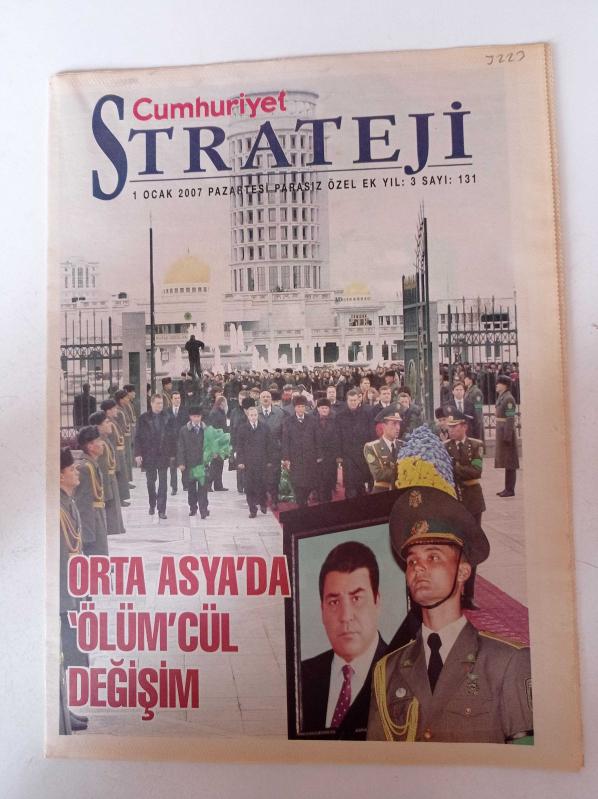 J223
Cumhuriyet
STRATEJİ
1 OCAK 2007 PAZARTESİ PARASIZ ÖZEL EK YIL: 3 SAYI: 131
ORTA ASYA'DA
'ÖLÜM'CÜL
DEĞİŞİM